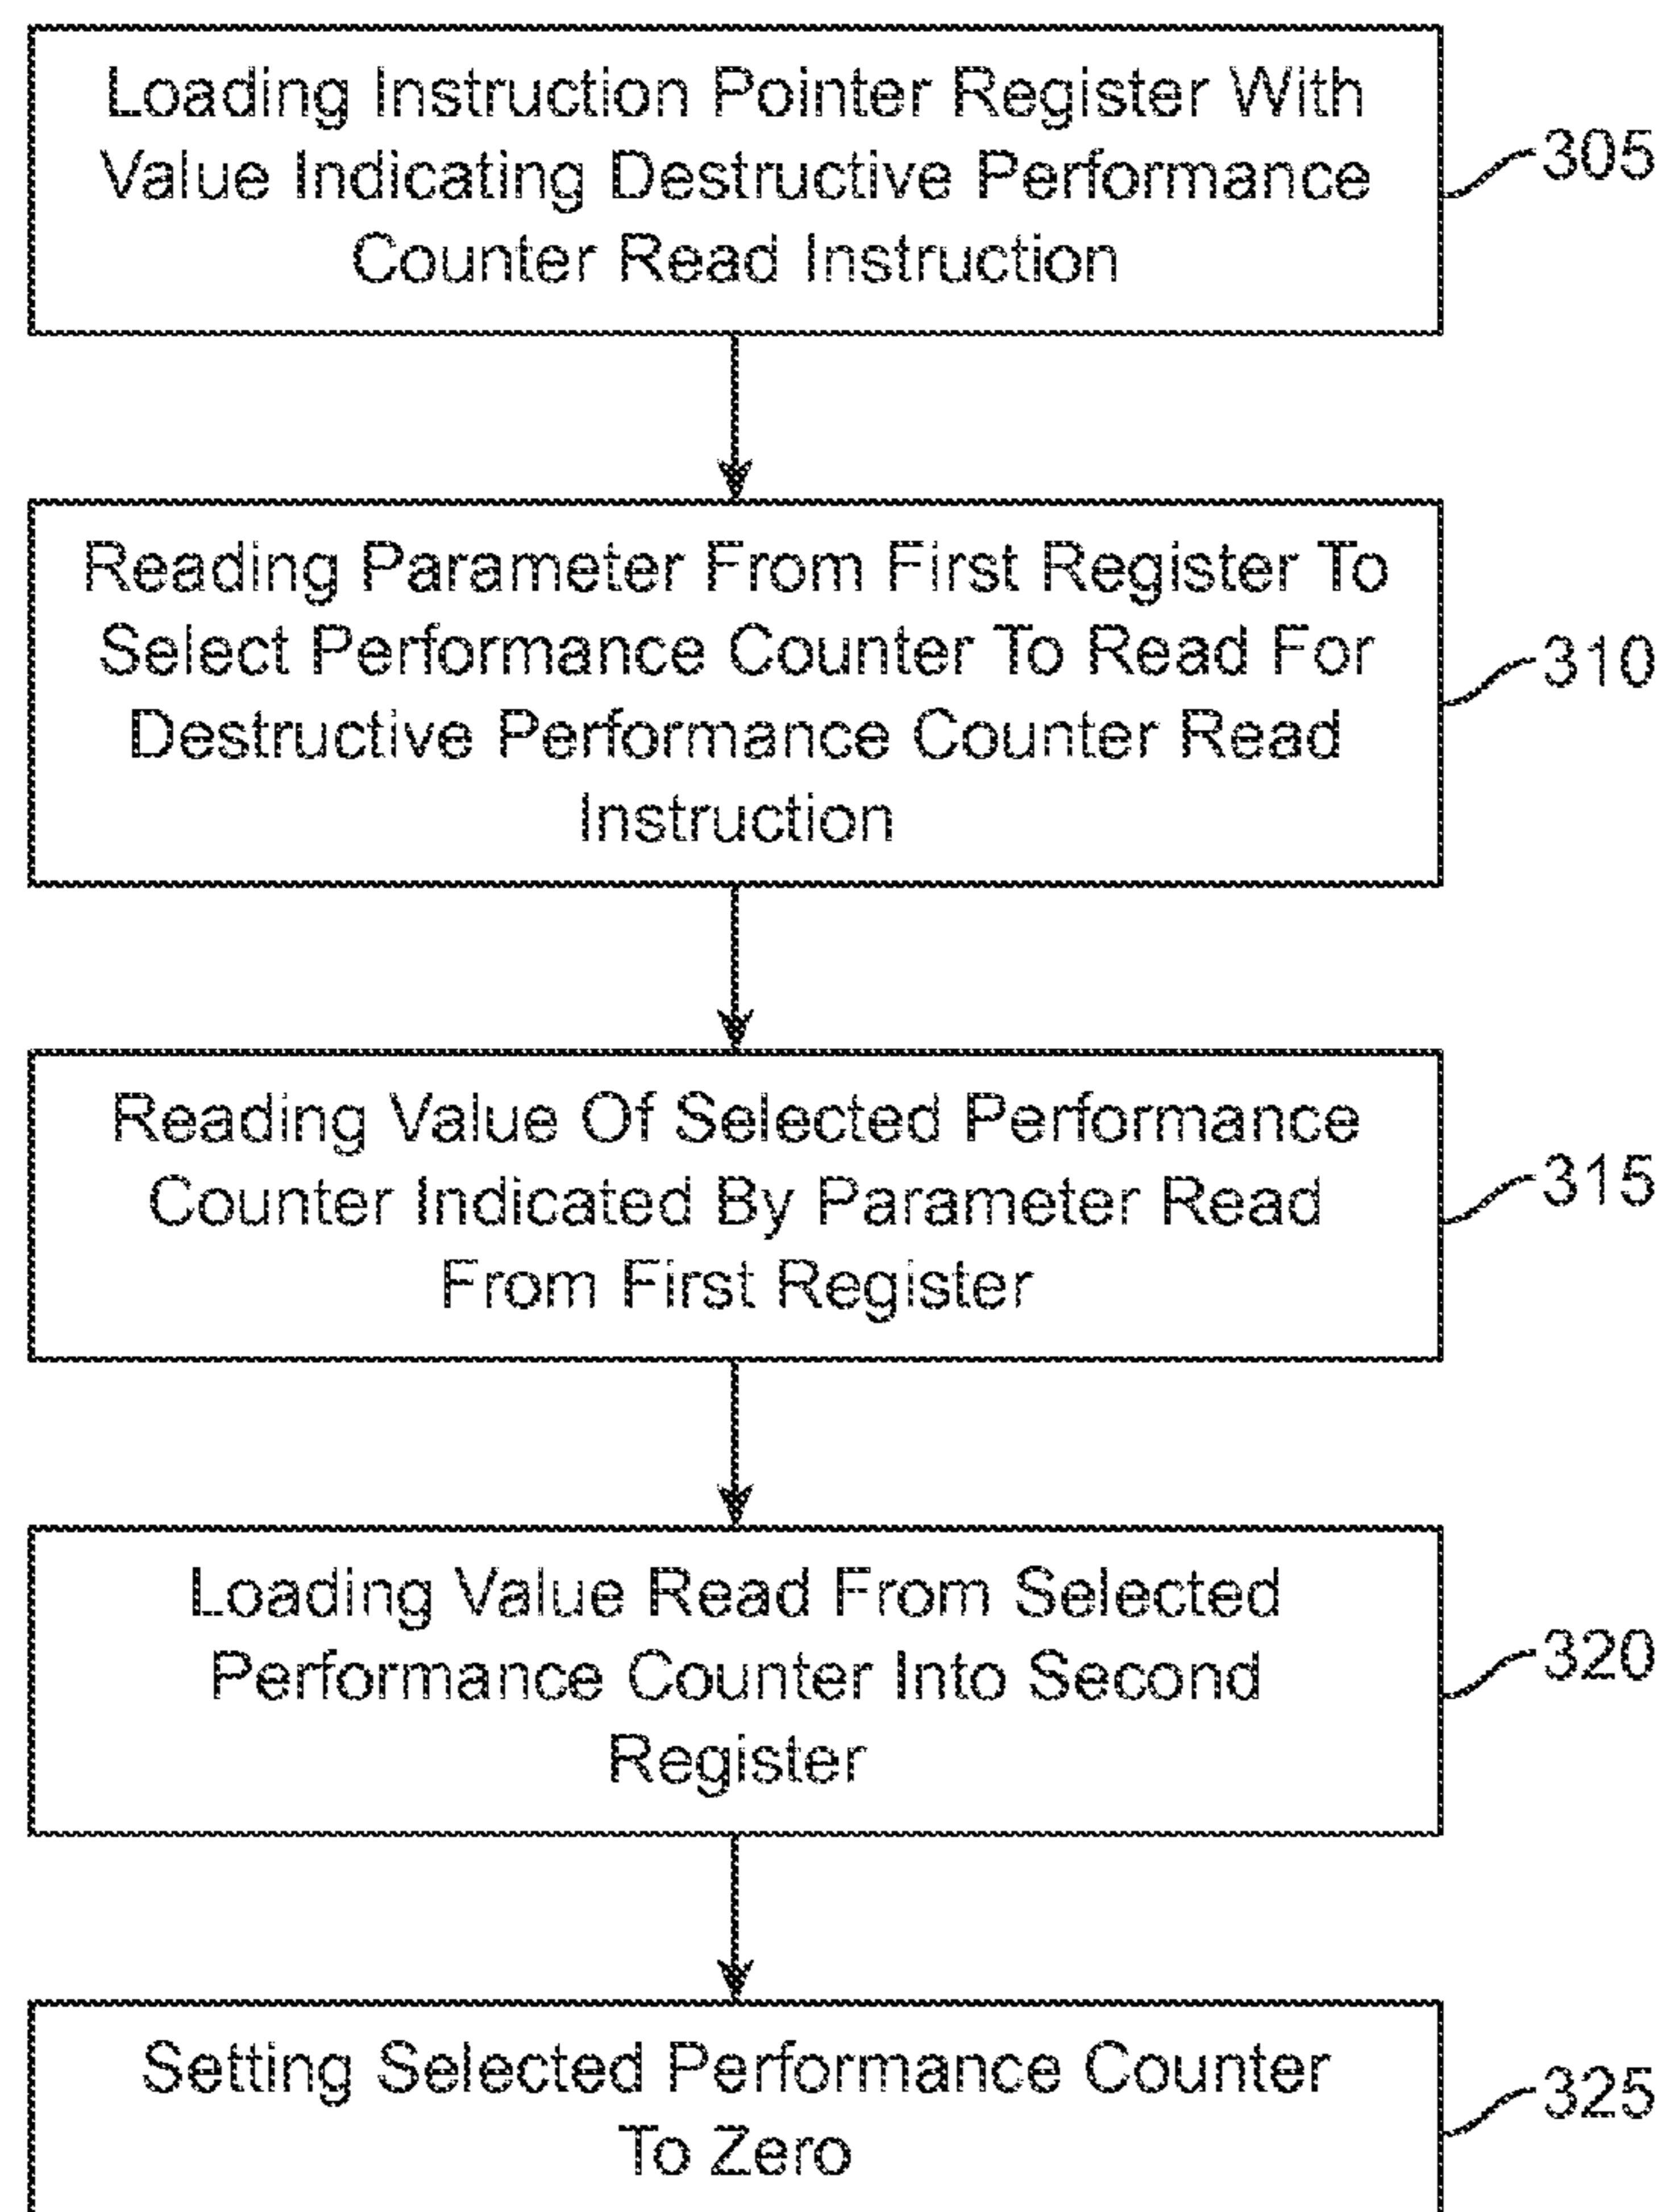 Loading Instruction Pointer Register With
Value Indicating Destructive Performance
Counter Read Instruction
305
Reading Parameter From First Register To
Select Performance Counter To Read For
Destructive Performance Counter Read
Instruction
310
Reading Value Of Selected Performance
Counter Indicated By Parameter Read
From First Register
315
Loading Value Read From Selected
Performance Counter Into Second
Register
320
Setting Selected Performance Counter
To Zero
325